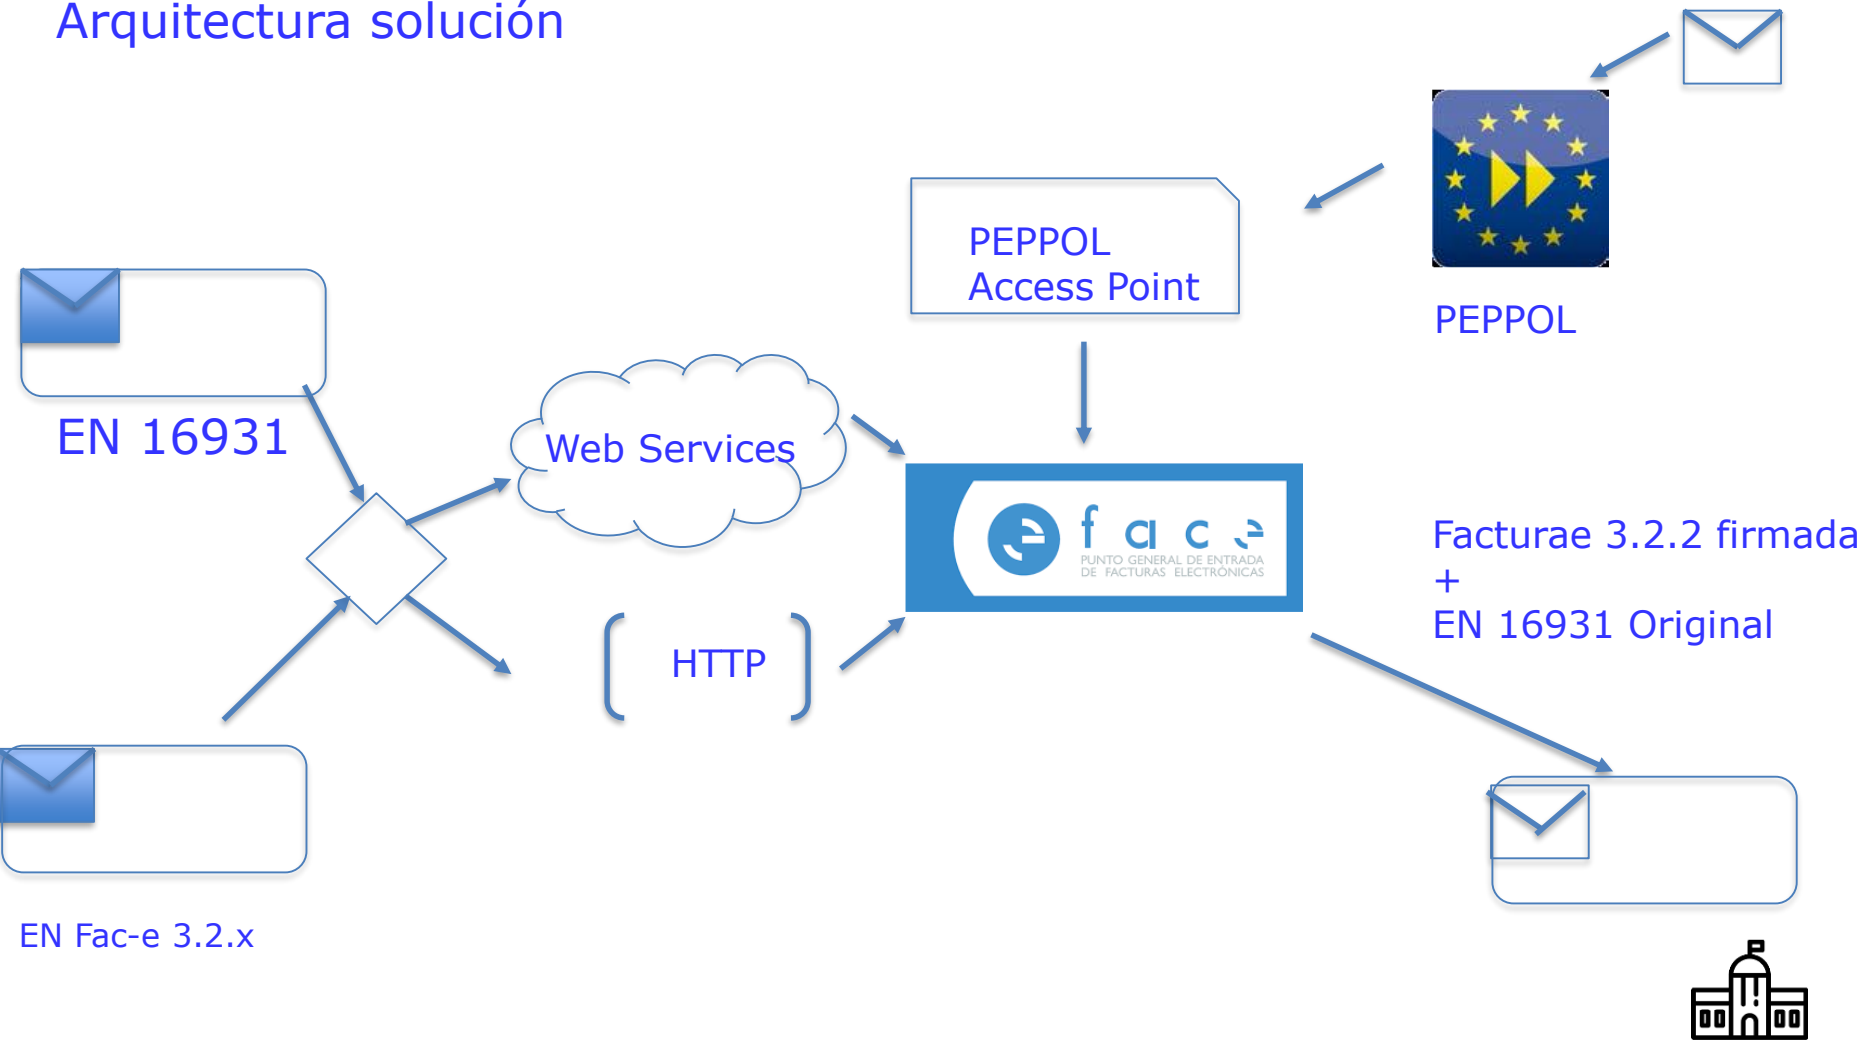 Arquitectura solución
PEPPOL
Access Point
PEPPOL
EN 16931
Web Services
face
PUNTO GENERAL DE ENTRADA
DE FACTURAS ELECTRÓNICAS
Facturae 3.2.2 firmada
+
EN 16931 Original
HTTP
EN Fac-e 3.2.x